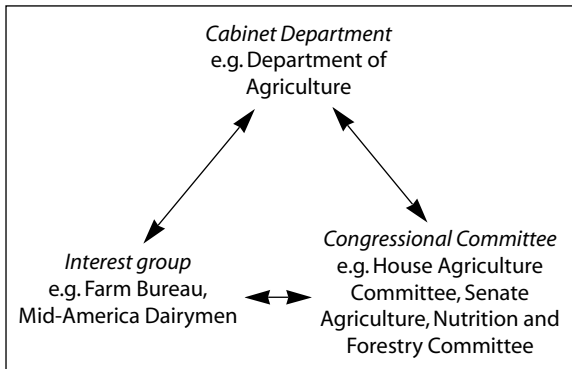 Cabinet Department
e.g. Department of
Agriculture
Interest group
e.g. Farm Bureau,
Mid-America Dairymen
Congressional Committee
e.g. House Agriculture
Committee, Senate
Agriculture, Nutrition and
Forestry Committee